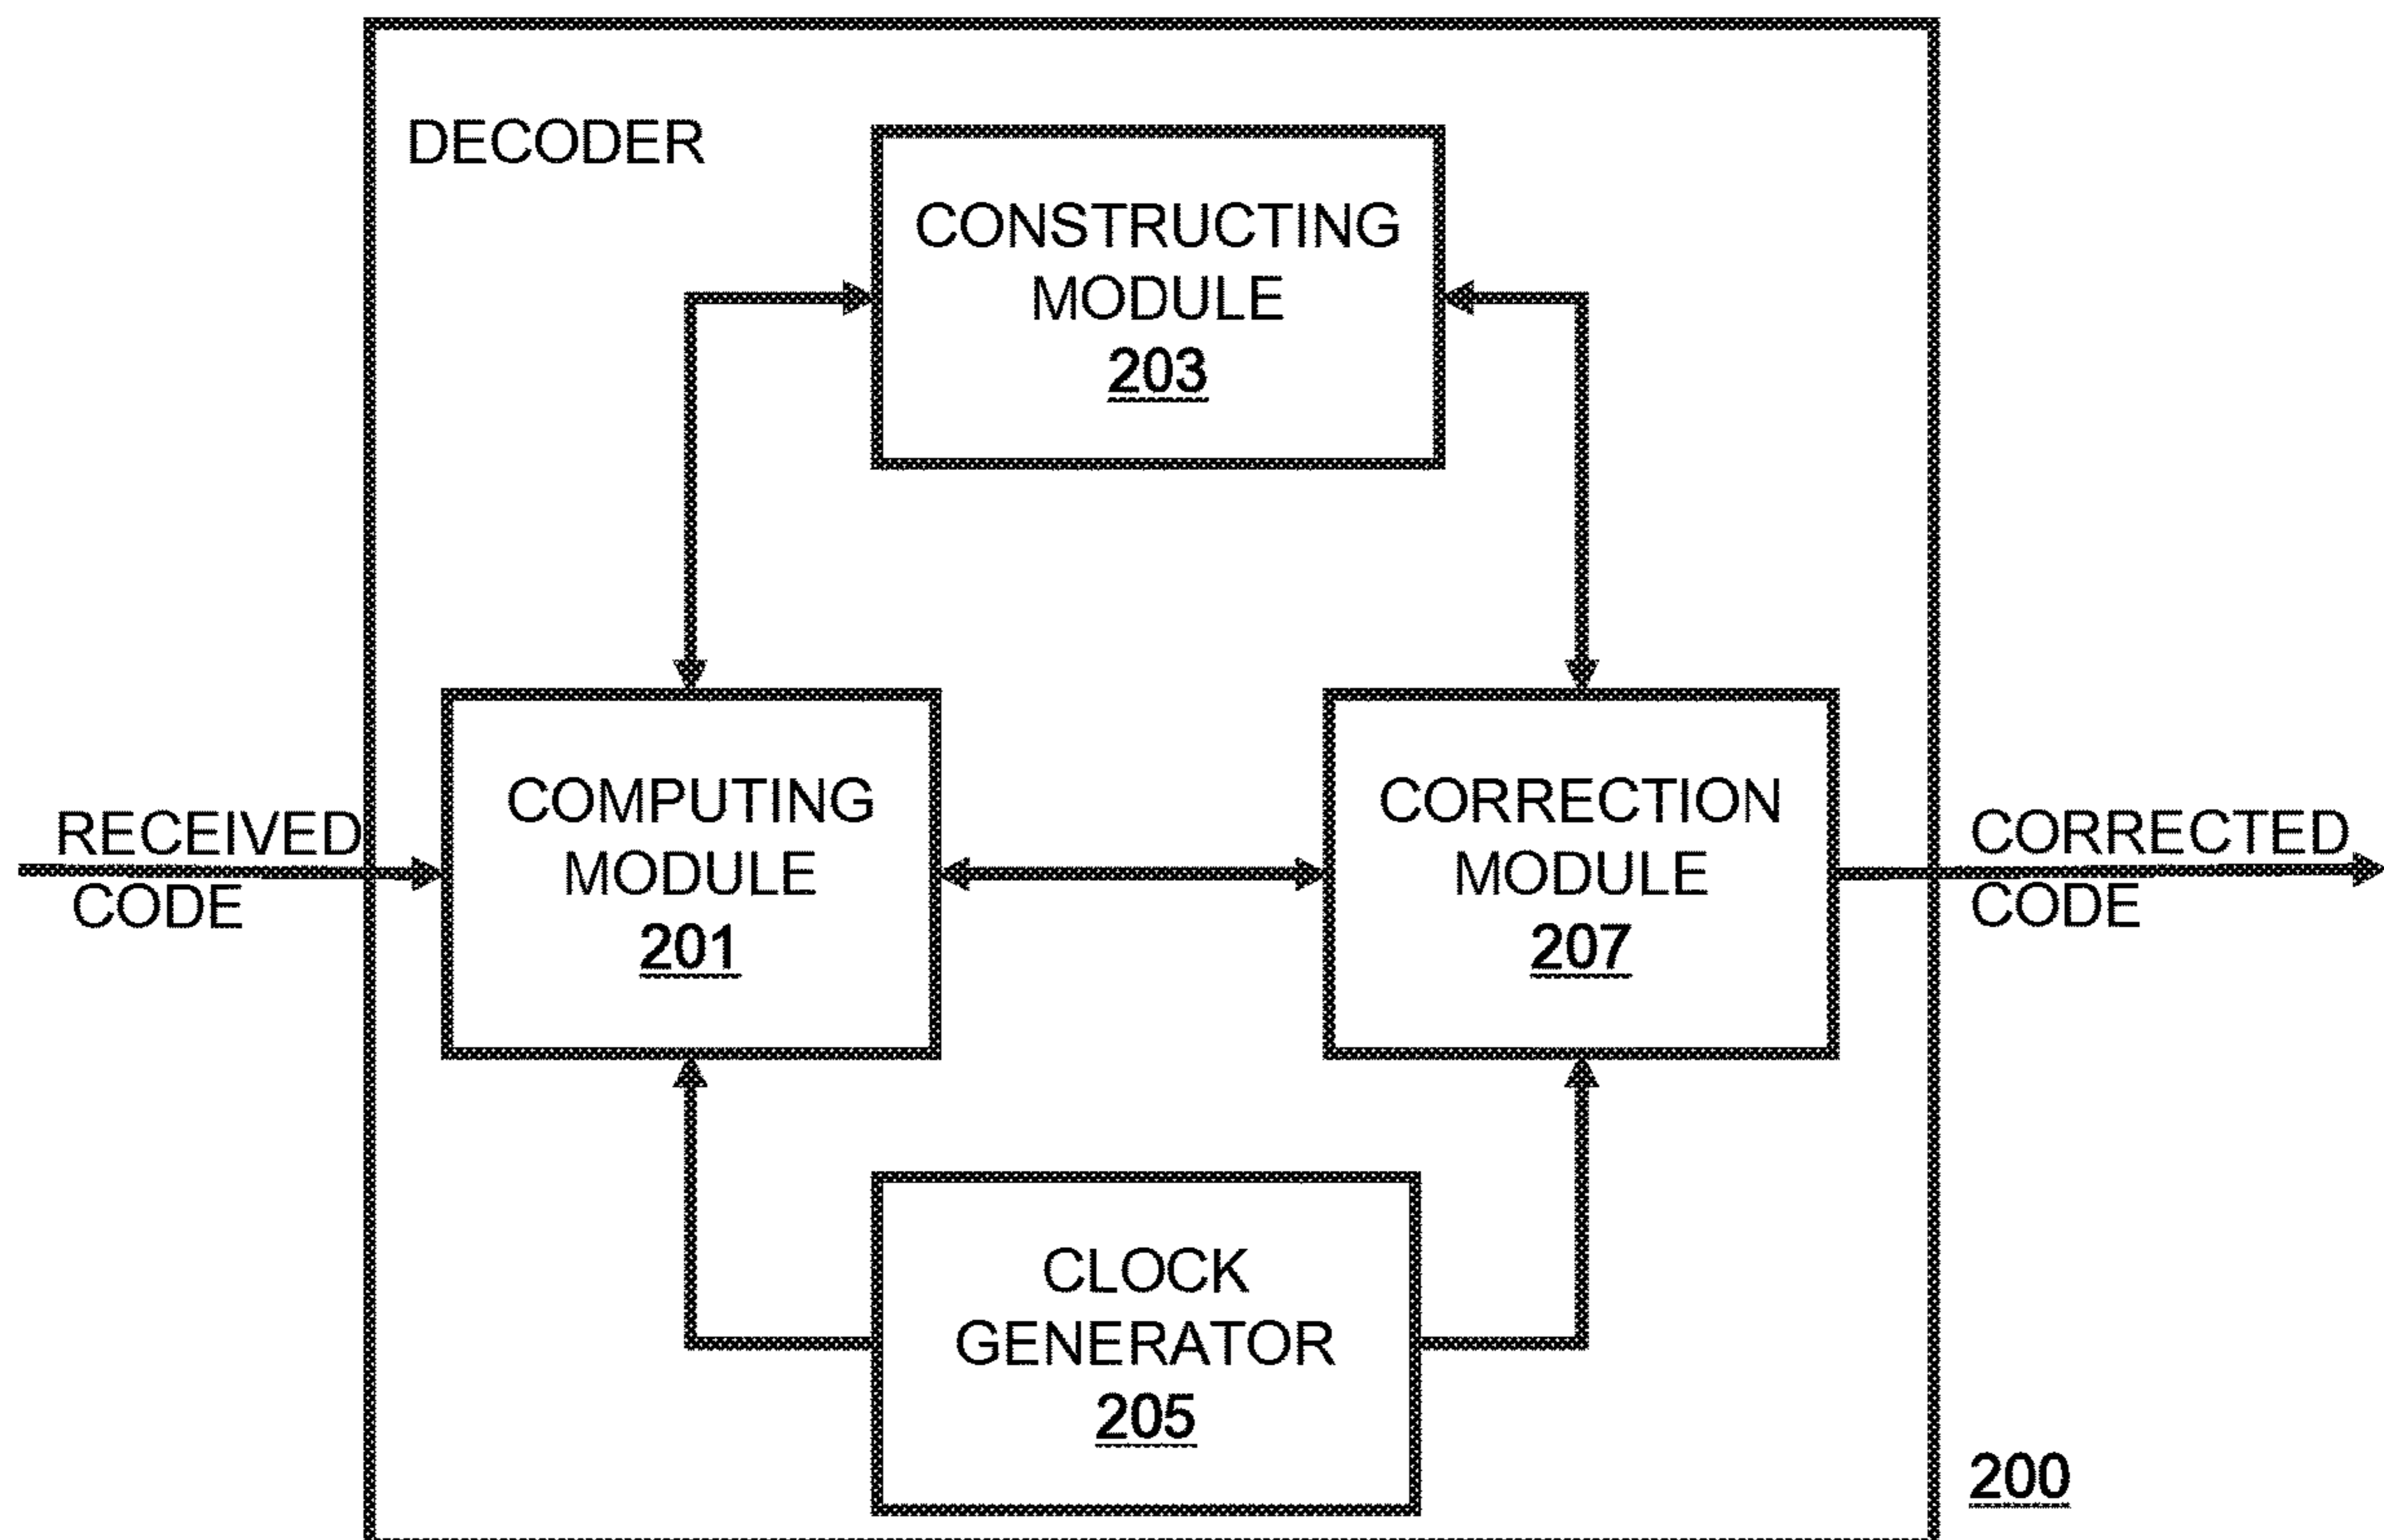 DECODER
CONSTRUCTING
MODULE
203
RECEIVED
CODE
COMPUTING
MODULE
201
CORRECTION
MODULE
207
CORRECTED
CODE
CLOCK
GENERATOR
205
200